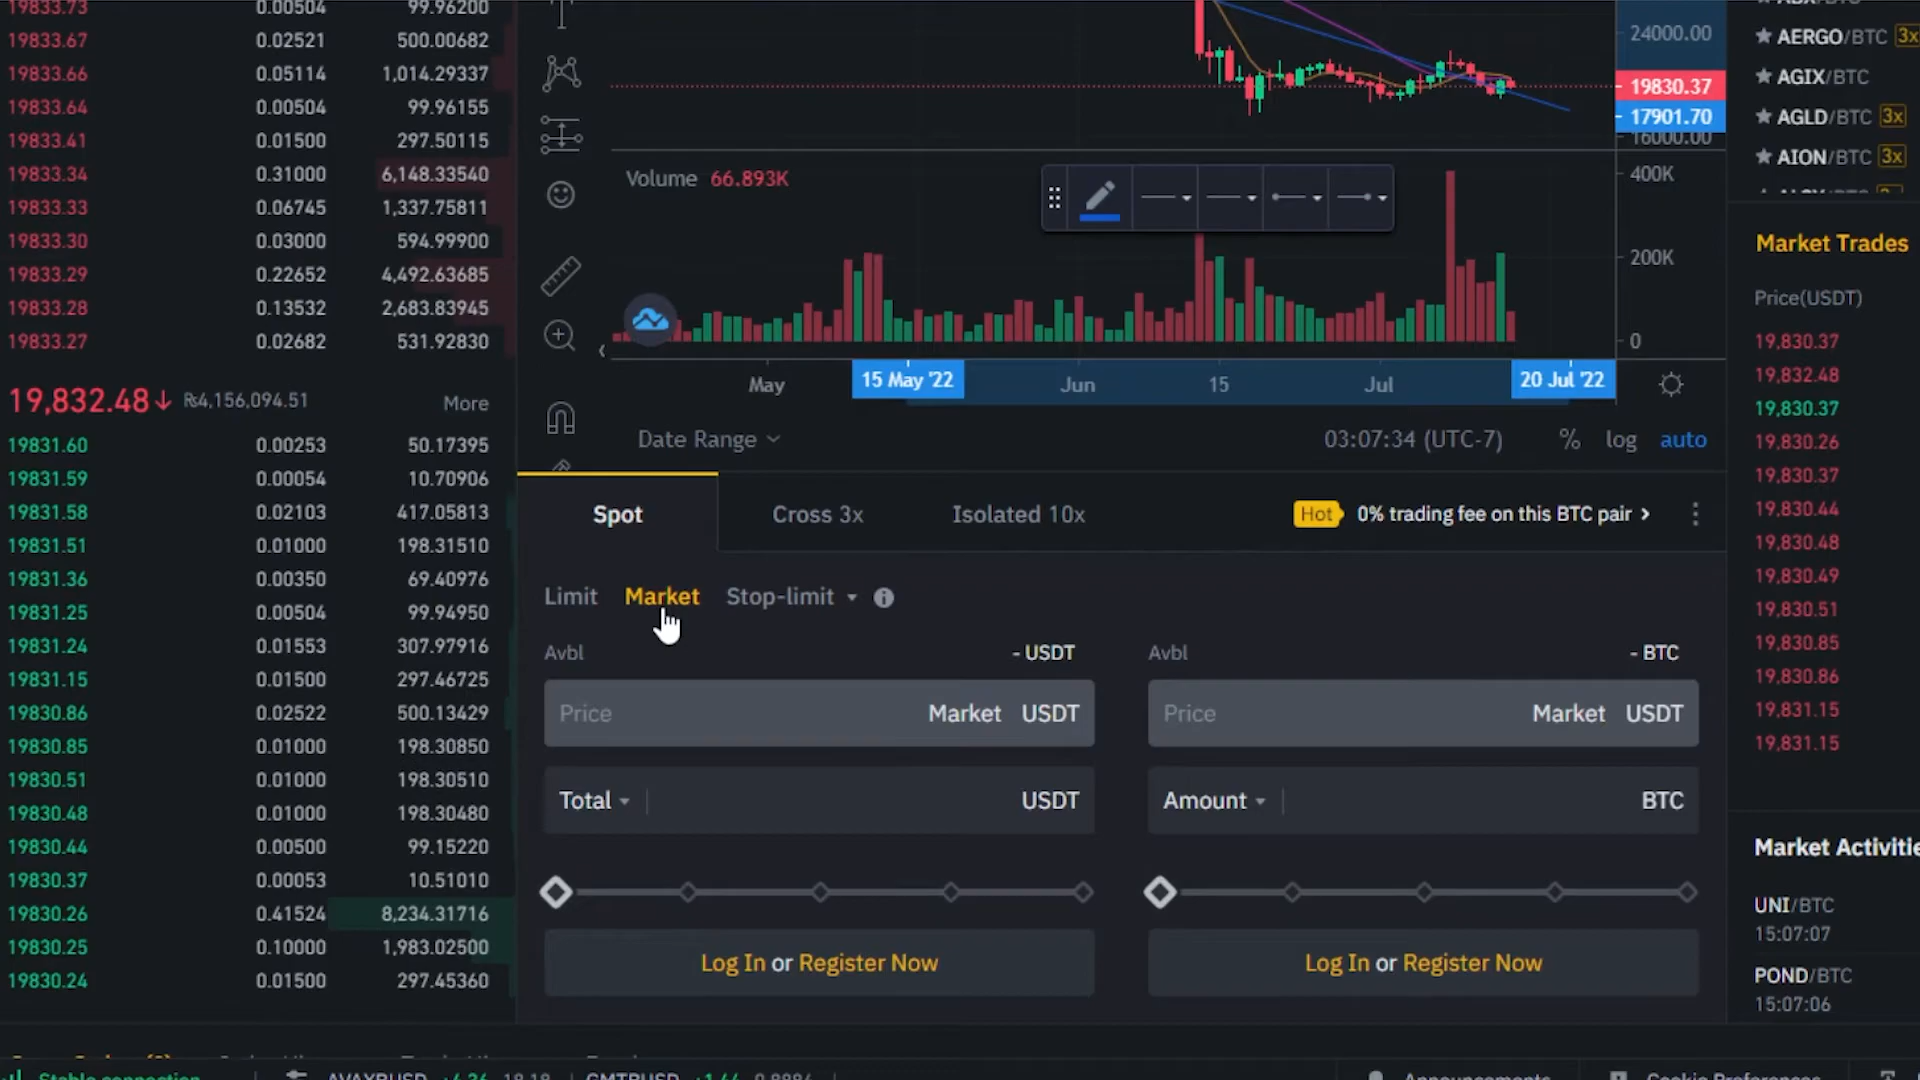 19833.73 0.00504 99.96200
19833.67 0.02521 500.00682
19833.66 0.05114 1,014.29337
19833.64 0.00504 99.96155
19833.41 0.01500 297.50115
19833.34 0.31000 6,148.33540
19833.33 0.06745 1,337.75811
19833.30 0.03000 594.99900
19833.29 0.22652 4,492.63685
19833.28 0.13532 2,683.83945
19833.27 0.02682 531.92830
19,832.48↓ ₨4,156,094.51 More
19831.60 0.00253 50.17395
19831.59 0.00054 10.70906
19831.58 0.02103 417.05813
19831.51 0.01000 198.31510
19831.36 0.00350 69.40976
19831.25 0.00504 99.94950
19831.24 0.01553 307.97916
19831.15 0.01500 297.46725
19830.86 0.02522 500.13429
19830.85 0.01000 198.30850
19830.51 0.01000 198.30510
19830.48 0.01000 198.30480
19830.44 0.00500 99.15220
19830.37 0.00053 10.51010
19830.26 0.41524 8,234.31716
19830.25 0.10000 1,983.02500
19830.24 0.01500 297.45360
24000.00
19830.37
17901.70
16000.00
Volume 66.893K
400K
200K
0
May 15 May '22 Jun 15 Jul 20 Jul '22
Date Range 03:07:34 (UTC-7) % log auto
Spot Cross 3x Isolated 10x Hot 0% trading fee on this BTC pair >
Limit Market Stop-limit
Avbl - USDT
Price Market USDT
Total USDT
Log In or Register Now
Avbl - BTC
Price Market USDT
Amount BTC
Log In or Register Now
AERGO/BTC 3x
AGIX/BTC
AGLD/BTC 3x
AION/BTC 3x
Market Trades
Price(USDT)
19,830.37
19,832.48
19,830.37
19,830.26
19,830.37
19,830.44
19,830.48
19,830.49
19,830.51
19,830.85
19,830.86
19,831.15
19,831.15
Market Activitie
UNI/BTC
15:07:07
POND/BTC
15:07:06
Stable connection
Announcements Cookie Preferences